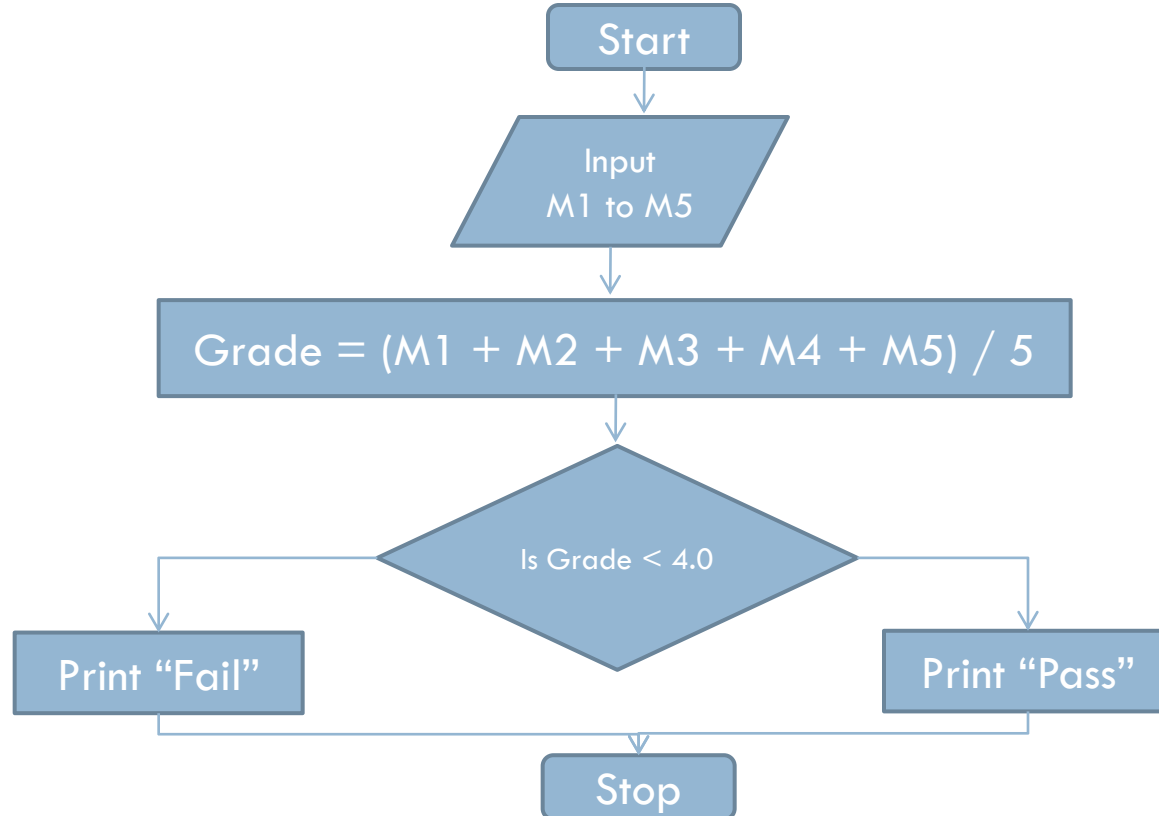 Start
Input
M1 to M5
Grade = (M1 + M2 + M3 + M4 + M5) / 5
Is Grade < 4.0
Print “Fail”
Print “Pass”
Stop